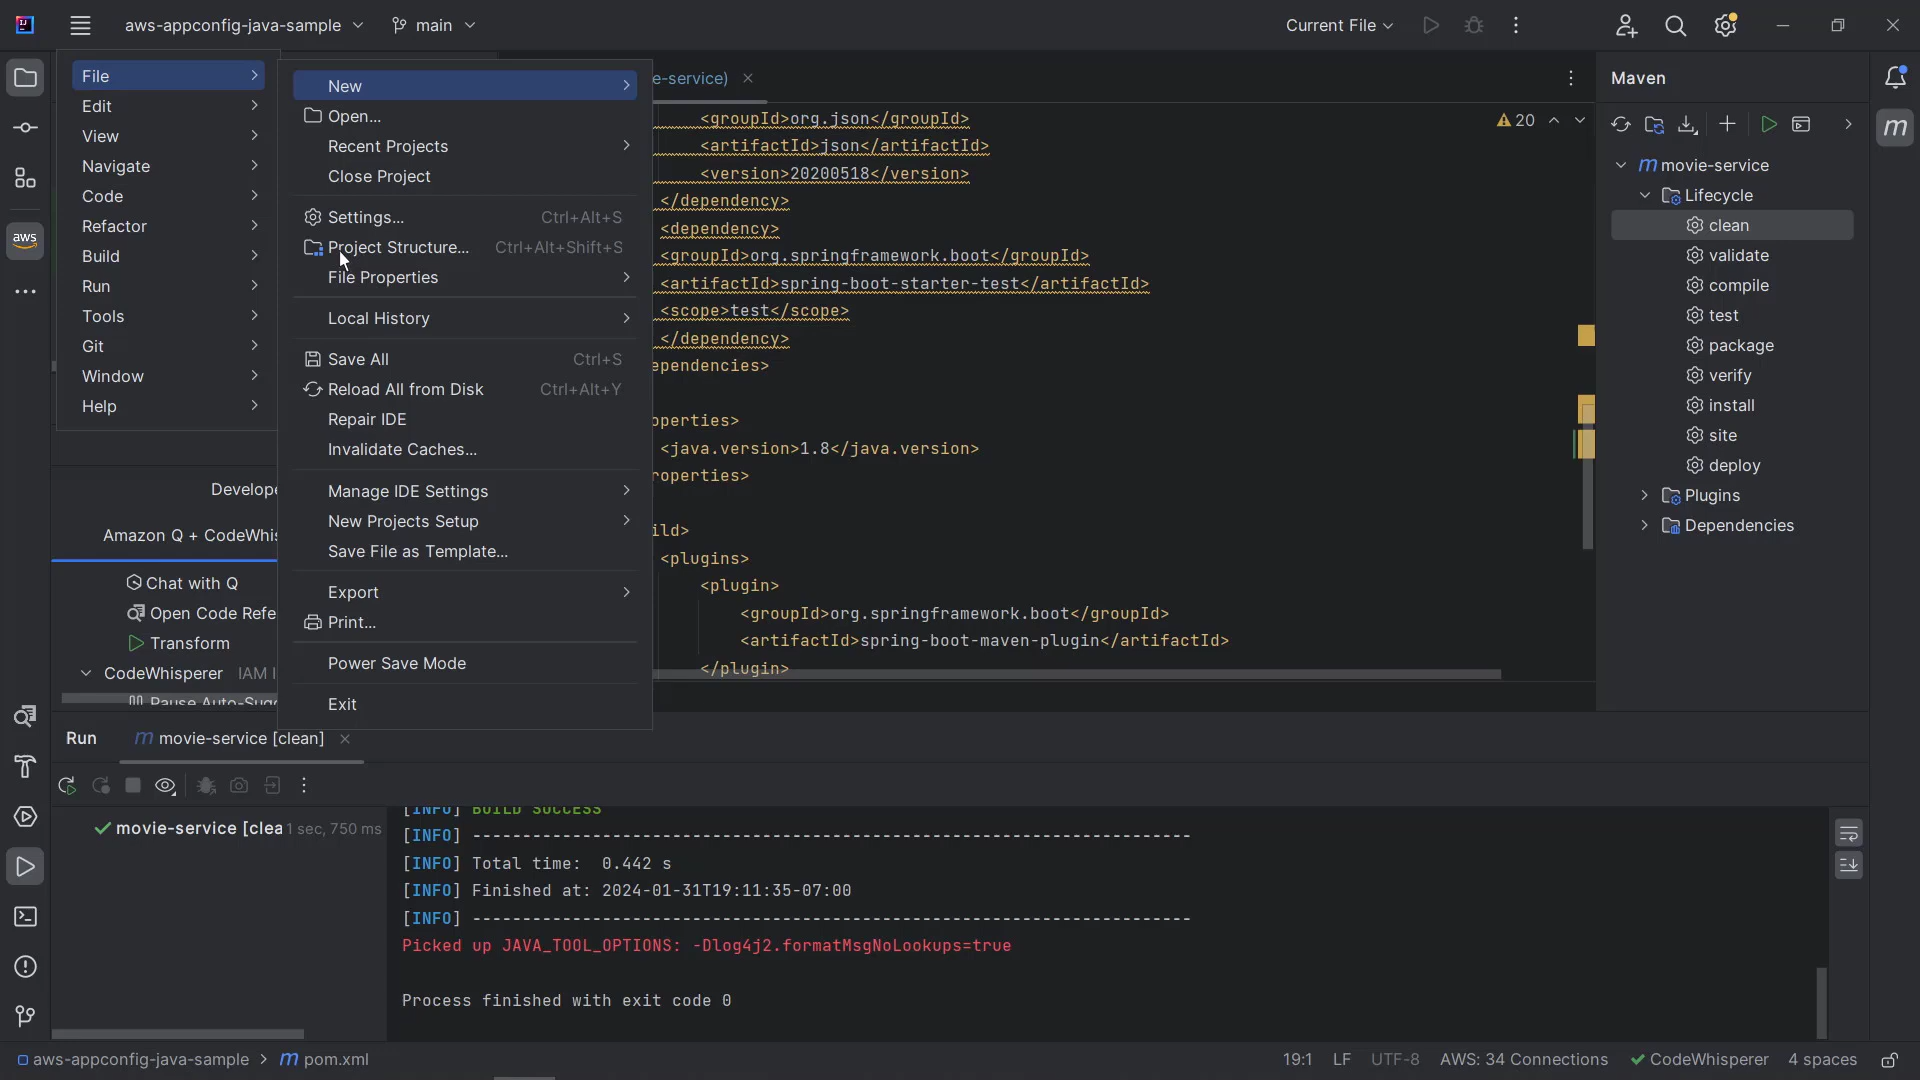 aws-appconfig-java-sample
main
Current File
File
Edit
View
Navigate
Code
Refactor
Build
Run
Tools
Git
Window
Help
New
Open...
Recent Projects
Close Project
Settings... Ctrl+Alt+S
Project Structure... Ctrl+Alt+Shift+S
File Properties
Local History
Save All Ctrl+S
Reload All from Disk Ctrl+Alt+Y
Repair IDE
Invalidate Caches...
Manage IDE Settings
New Projects Setup
Save File as Template...
Export
Print...
Power Save Mode
Exit
aws
Develope
Amazon Q + CodeWhis
Chat with Q
Open Code Refe
Transform
CodeWhisperer IAM I
Pause Auto-Sugg
e-service)
20
<groupId>org.json</groupId>
<artifactId>json</artifactId>
<version>20200518</version>
</dependency>
<dependency>
<groupId>org.springframework.boot</groupId>
<artifactId>spring-boot-starter-test</artifactId>
<scope>test</scope>
</dependency>
ependencies>
operties>
<java.version>1.8</java.version>
roperties>
ild>
<plugins>
<plugin>
<groupId>org.springframework.boot</groupId>
<artifactId>spring-boot-maven-plugin</artifactId>
</plugin>
Maven
m
movie-service
Lifecycle
clean
validate
compile
test
package
verify
install
site
deploy
Plugins
Dependencies
Run
movie-service [clean]
movie-service [clea 1 sec, 750 ms
[INFO] BUILD SUCCESS
[INFO] ------------------------------------------------------------------------
[INFO] Total time:  0.442 s
[INFO] Finished at: 2024-01-31T19:11:35-07:00
[INFO] ------------------------------------------------------------------------
Picked up JAVA_TOOL_OPTIONS: -Dlog4j2.formatMsgNoLookups=true
Process finished with exit code 0
aws-appconfig-java-sample > m pom.xml
19:1 LF UTF-8 AWS: 34 Connections CodeWhisperer 4 spaces